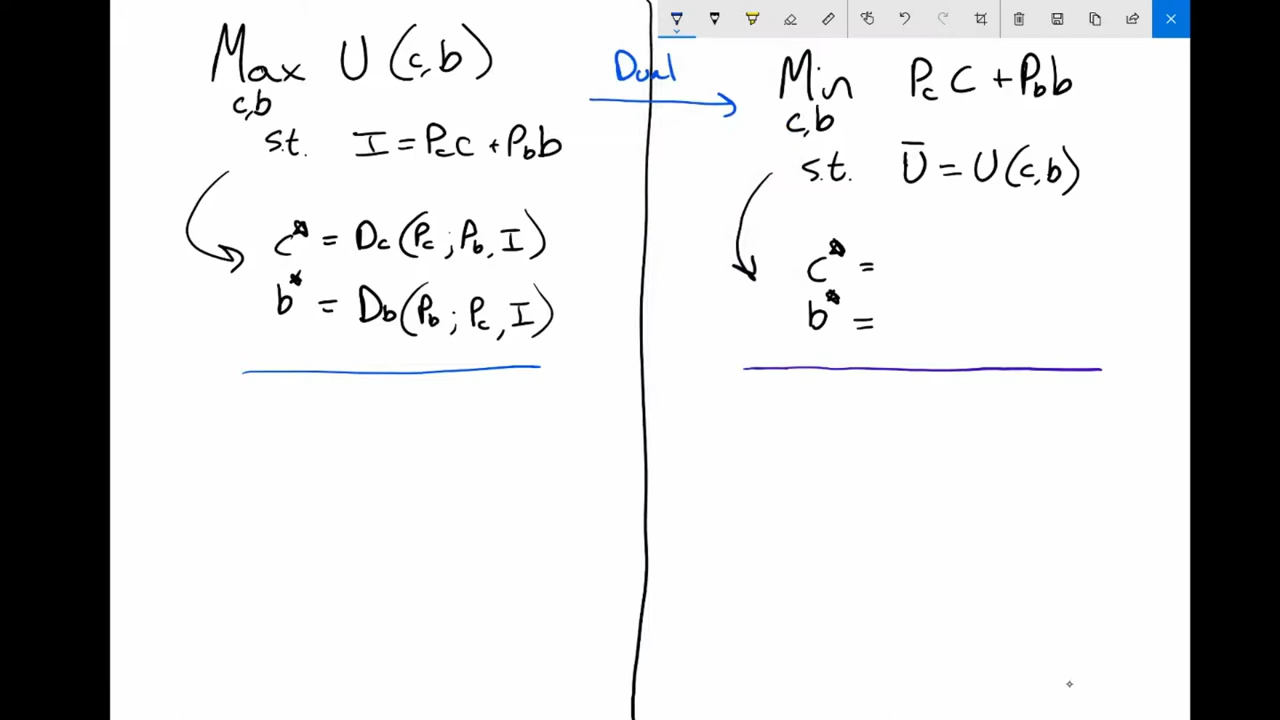 Max U (c,b)
c,b
s.t. I = Pcc + Pbb
c* = Dc (Pc ; Pb, I)
b* = Db (Pb ; Pc, I)
Dual
Min Pc C + Pb b
c,b
s.t. Ū = U(c,b)
c* =
b* =